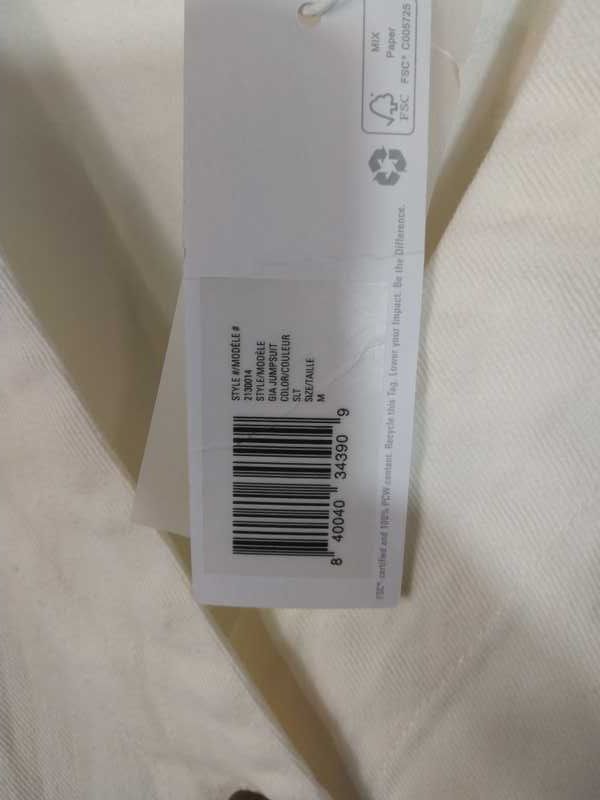 MIX
Paper
FSC® C005725
FSC
STYLE #/MODÈLE #
2130014
STYLE/MODÈLE
GIA JUMPSUIT
COLOR/COULEUR
SLT
SIZE/TAILLE
M
8 40040 34390 9
FSC® certified and 100% PCW content. Recycle this Tag. Lower your Impact. Be the Difference.